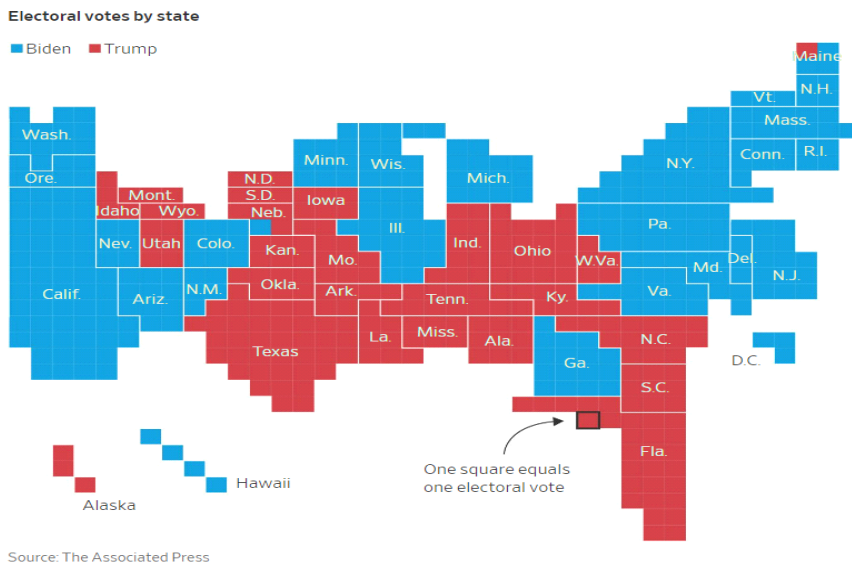 Electoral votes by state
Biden Trump
Maine
Vt. N.H.
Wash. Mass.
Ore. Minn. Wis. Mich. N.Y. Conn. R.I.
N.D.
Mont. S.D. Iowa
Idaho Wyo. Neb.
Nev. Utah Colo. Kan. Ill. Ind. Ohio Pa.
Mo. W.Va. Md. Del. N.J.
Calif. Ariz. N.M. Okla. Ark. Tenn. Ky. Va.
Texas La. Miss. Ala. Ga. N.C.
D.C.
S.C.
Fla.
One square equals
one electoral vote
Hawaii
Alaska
Source: The Associated Press